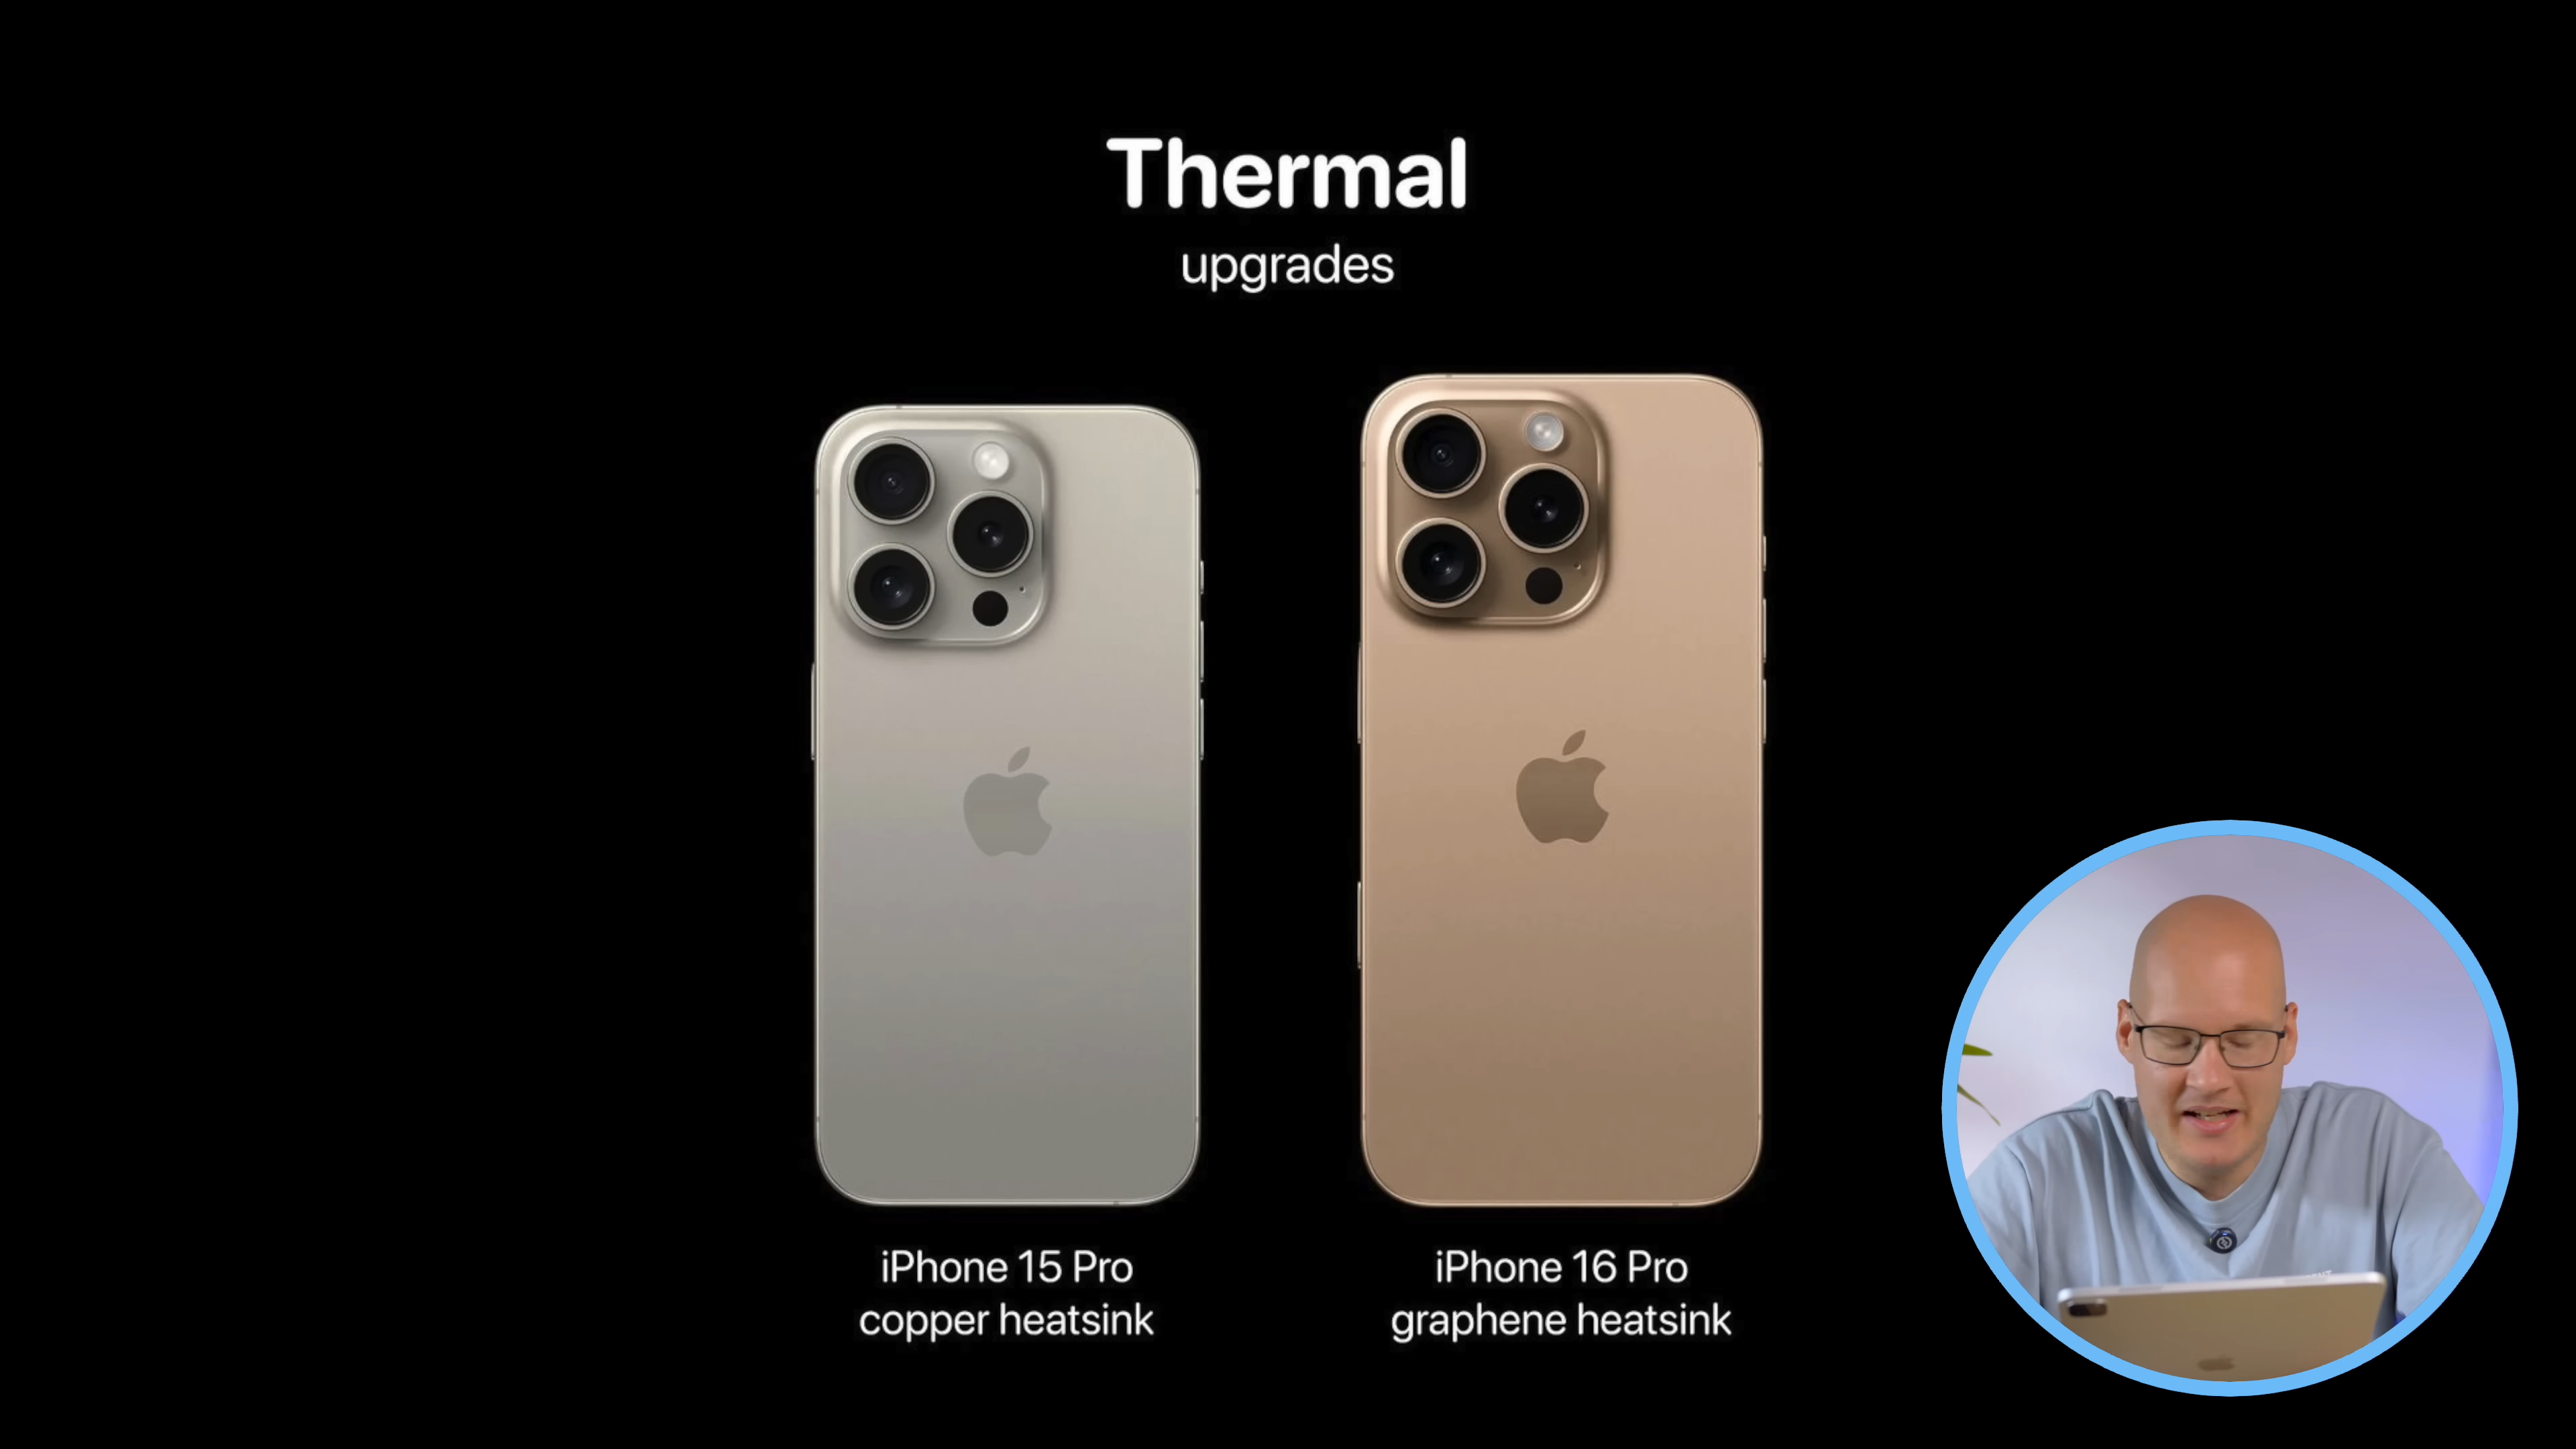 Thermal
upgrades
iPhone 15 Pro
copper heatsink
iPhone 16 Pro
graphene heatsink